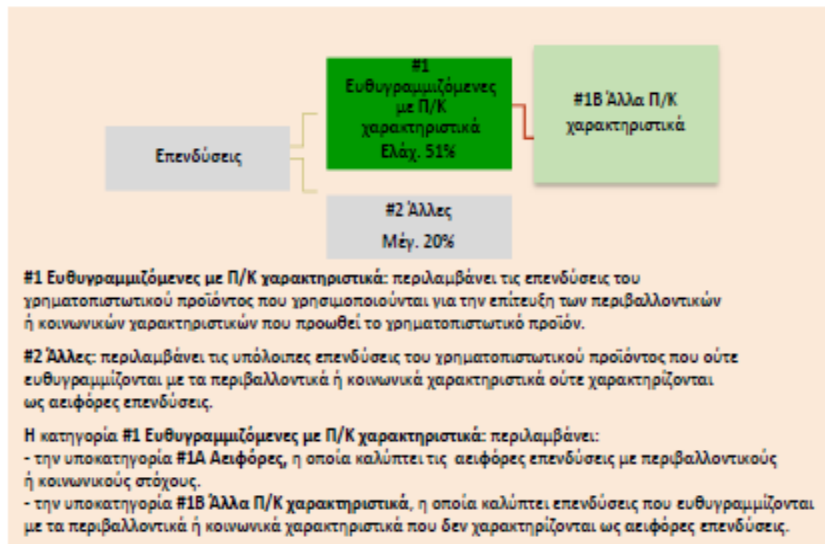 #1
Ευθυγραμμιζόμενες
με Π/Κ
χαρακτηριστικά
Ελάχ. 51%
#1B Άλλα Π/Κ
χαρακτηριστικά
Επενδύσεις
#2 Άλλες
Μέγ. 20%
#1 Ευθυγραμμιζόμενες με Π/Κ χαρακτηριστικά: περιλαμβάνει τις επενδύσεις του
χρηματοπιστωτικού προϊόντος που χρησιμοποιούνται για την επίτευξη των περιβαλλοντικών
ή κοινωνικών χαρακτηριστικών που προωθεί το χρηματοπιστωτικό προϊόν.
#2 Άλλες: περιλαμβάνει τις υπόλοιπες επενδύσεις του χρηματοπιστωτικού προϊόντος που ούτε
ευθυγραμμίζονται με τα περιβαλλοντικά ή κοινωνικά χαρακτηριστικά ούτε χαρακτηρίζονται
ως αειφόρες επενδύσεις.
Η κατηγορία #1 Ευθυγραμμιζόμενες με Π/Κ χαρακτηριστικά: περιλαμβάνει:
- την υποκατηγορία #1A Αειφόρες, η οποία καλύπτει τις αειφόρες επενδύσεις με περιβαλλοντικούς
ή κοινωνικούς στόχους.
- την υποκατηγορία #1B Άλλα Π/Κ χαρακτηριστικά, η οποία καλύπτει επενδύσεις που ευθυγραμμίζονται
με τα περιβαλλοντικά ή κοινωνικά χαρακτηριστικά που δεν χαρακτηρίζονται ως αειφόρες επενδύσεις.